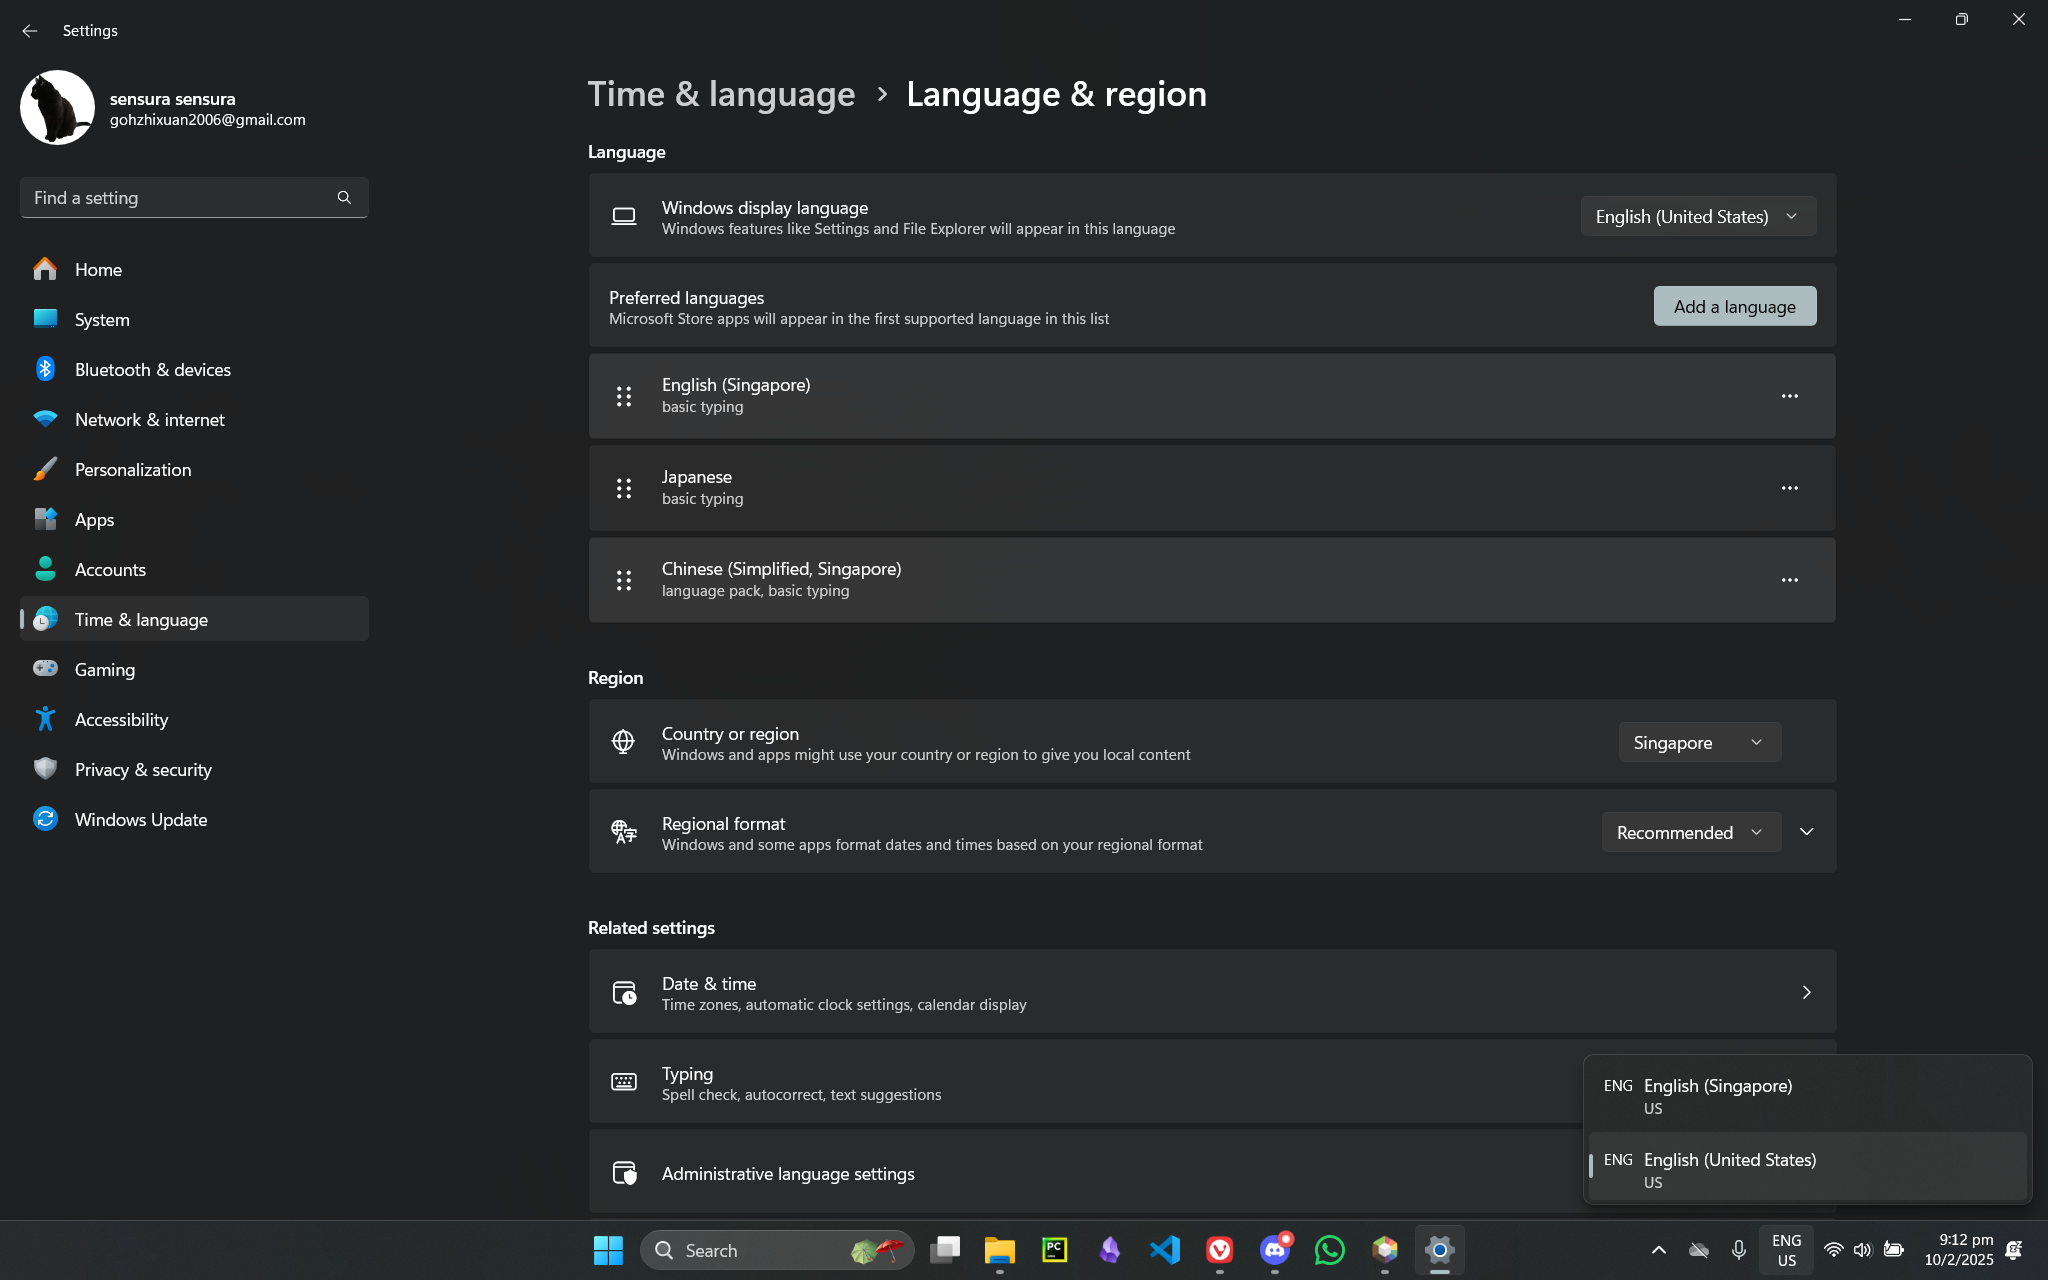 Settings
sensura sensura
gohzhixuan2006@gmail.com
Find a setting
Home
System
Bluetooth & devices
Network & internet
Personalization
Apps
Accounts
Time & language
Gaming
Accessibility
Privacy & security
Windows Update
Time & language › Language & region
Language
Windows display language
Windows features like Settings and File Explorer will appear in this language
English (United States)
Preferred languages
Microsoft Store apps will appear in the first supported language in this list
Add a language
English (Singapore)
basic typing
Japanese
basic typing
Chinese (Simplified, Singapore)
language pack, basic typing
Region
Country or region
Windows and apps might use your country or region to give you local content
Singapore
Regional format
Windows and some apps format dates and times based on your regional format
Recommended
Related settings
Date & time
Time zones, automatic clock settings, calendar display
Typing
Spell check, autocorrect, text suggestions
Administrative language settings
ENG English (Singapore)
US
ENG English (United States)
US
Search
PC
ENG
US
9:12 pm
10/2/2025